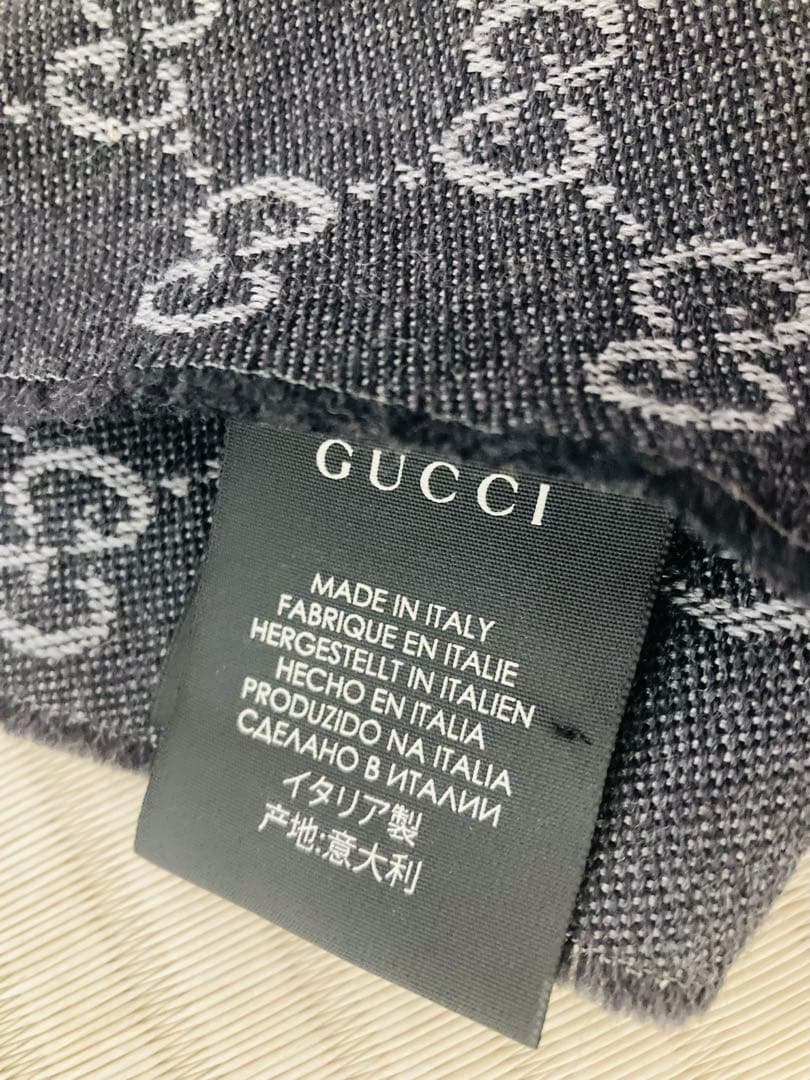 GUCCI
MADE IN ITALY
FABRIQUE EN ITALIE
HERGESTELLT IN ITALIEN
HECHO EN ITALIA
PRODUZIDO NA ITALIA
СДЕЛАНО В ИТАЛИИ
イタリア製
产地:意大利